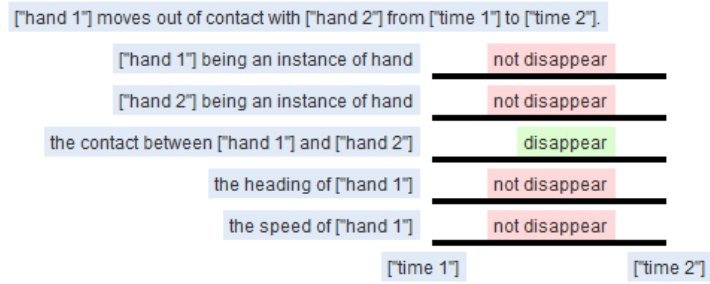 ["hand 1"] moves out of contact with ["hand 2"] from ["time 1"] to ["time 2"].
["hand 1"] being an instance of hand not disappear
["hand 2"] being an instance of hand not disappear
the contact between ["hand 1"] and ["hand 2"] disappear
the heading of ["hand 1"] not disappear
the speed of ["hand 1"] not disappear
["time 1"] ["time 2"]